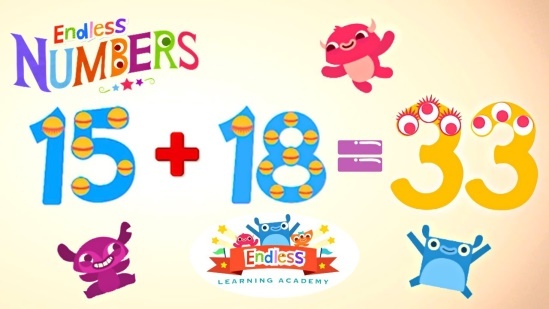 Endless
NUMBERS
15 + 18 = 33
Endless
LEARNING ACADEMY